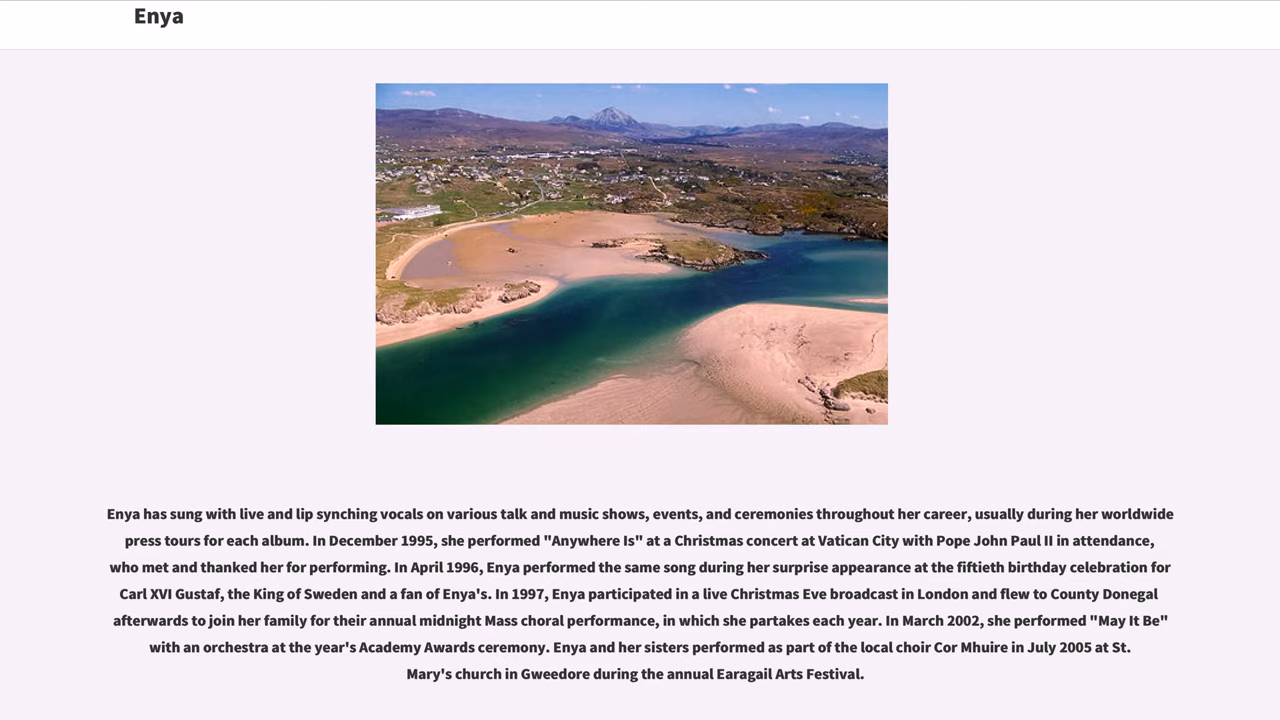 Enya
Enya has sung with live and lip synching vocals on various talk and music shows, events, and ceremonies throughout her career, usually during her worldwide
press tours for each album. In December 1995, she performed "Anywhere Is" at a Christmas concert at Vatican City with Pope John Paul II in attendance,
who met and thanked her for performing. In April 1996, Enya performed the same song during her surprise appearance at the fiftieth birthday celebration for
Carl XVI Gustaf, the King of Sweden and a fan of Enya's. In 1997, Enya participated in a live Christmas Eve broadcast in London and flew to County Donegal
afterwards to join her family for their annual midnight Mass choral performance, in which she partakes each year. In March 2002, she performed "May It Be"
with an orchestra at the year's Academy Awards ceremony. Enya and her sisters performed as part of the local choir Cor Mhuire in July 2005 at St.
Mary's church in Gweedore during the annual Earagail Arts Festival.